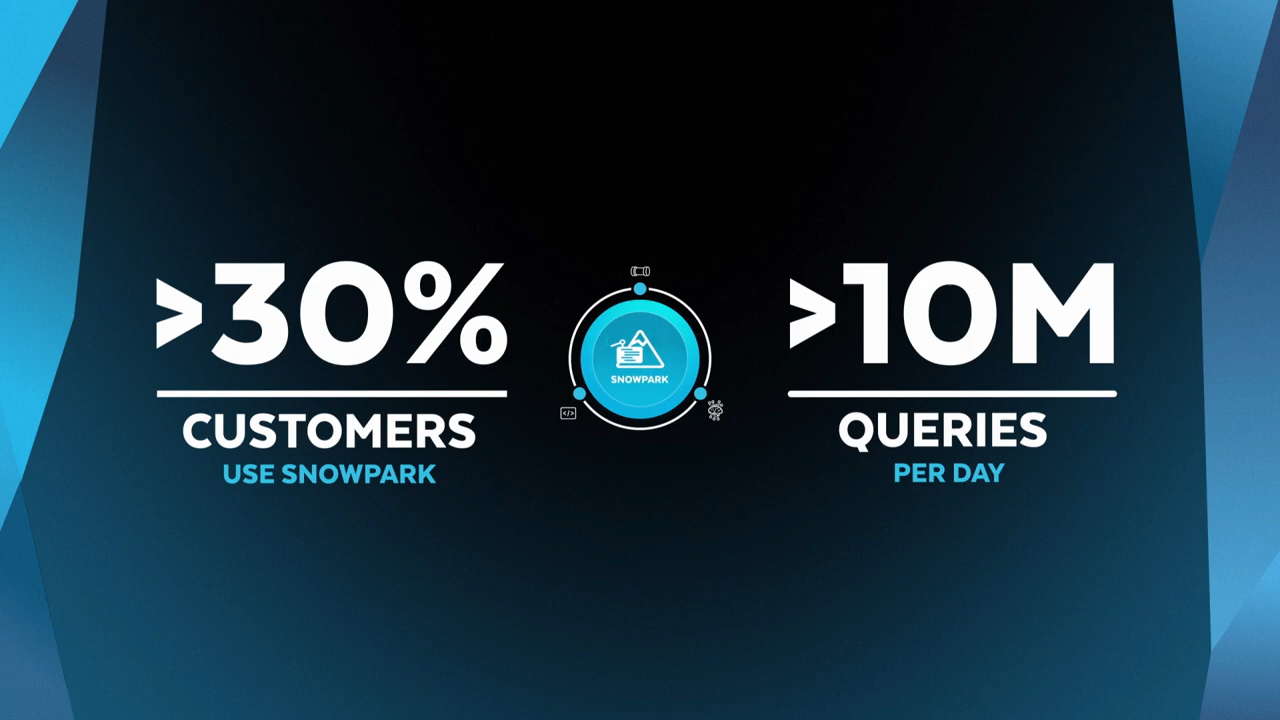 >30%
CUSTOMERS
USE SNOWPARK
</>
SNOWPARK
>10M
QUERIES
PER DAY